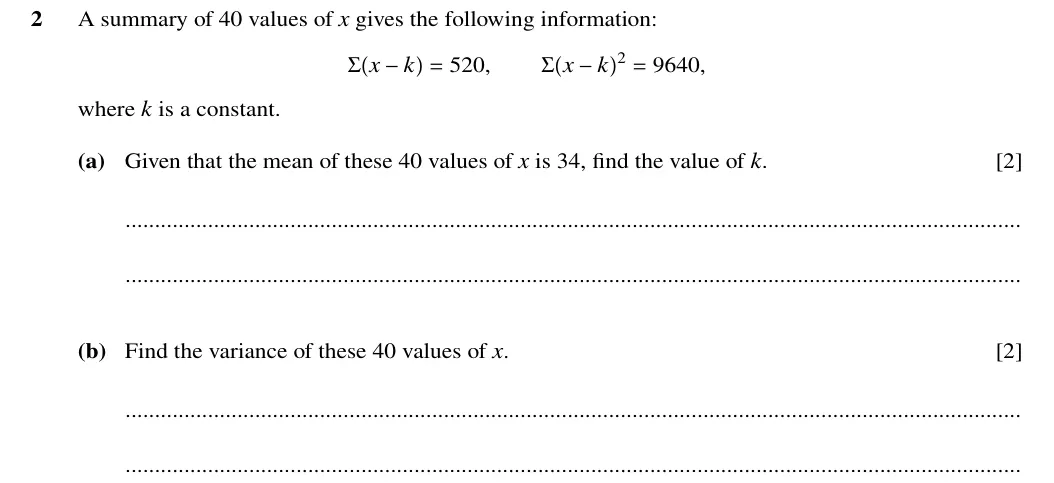 2 A summary of 40 values of x gives the following information:
Σ(x – k) = 520, Σ(x – k)² = 9640,
where k is a constant.
(a) Given that the mean of these 40 values of x is 34, find the value of k. [2]
................................................................................................................................................
................................................................................................................................................
(b) Find the variance of these 40 values of x. [2]
................................................................................................................................................
................................................................................................................................................